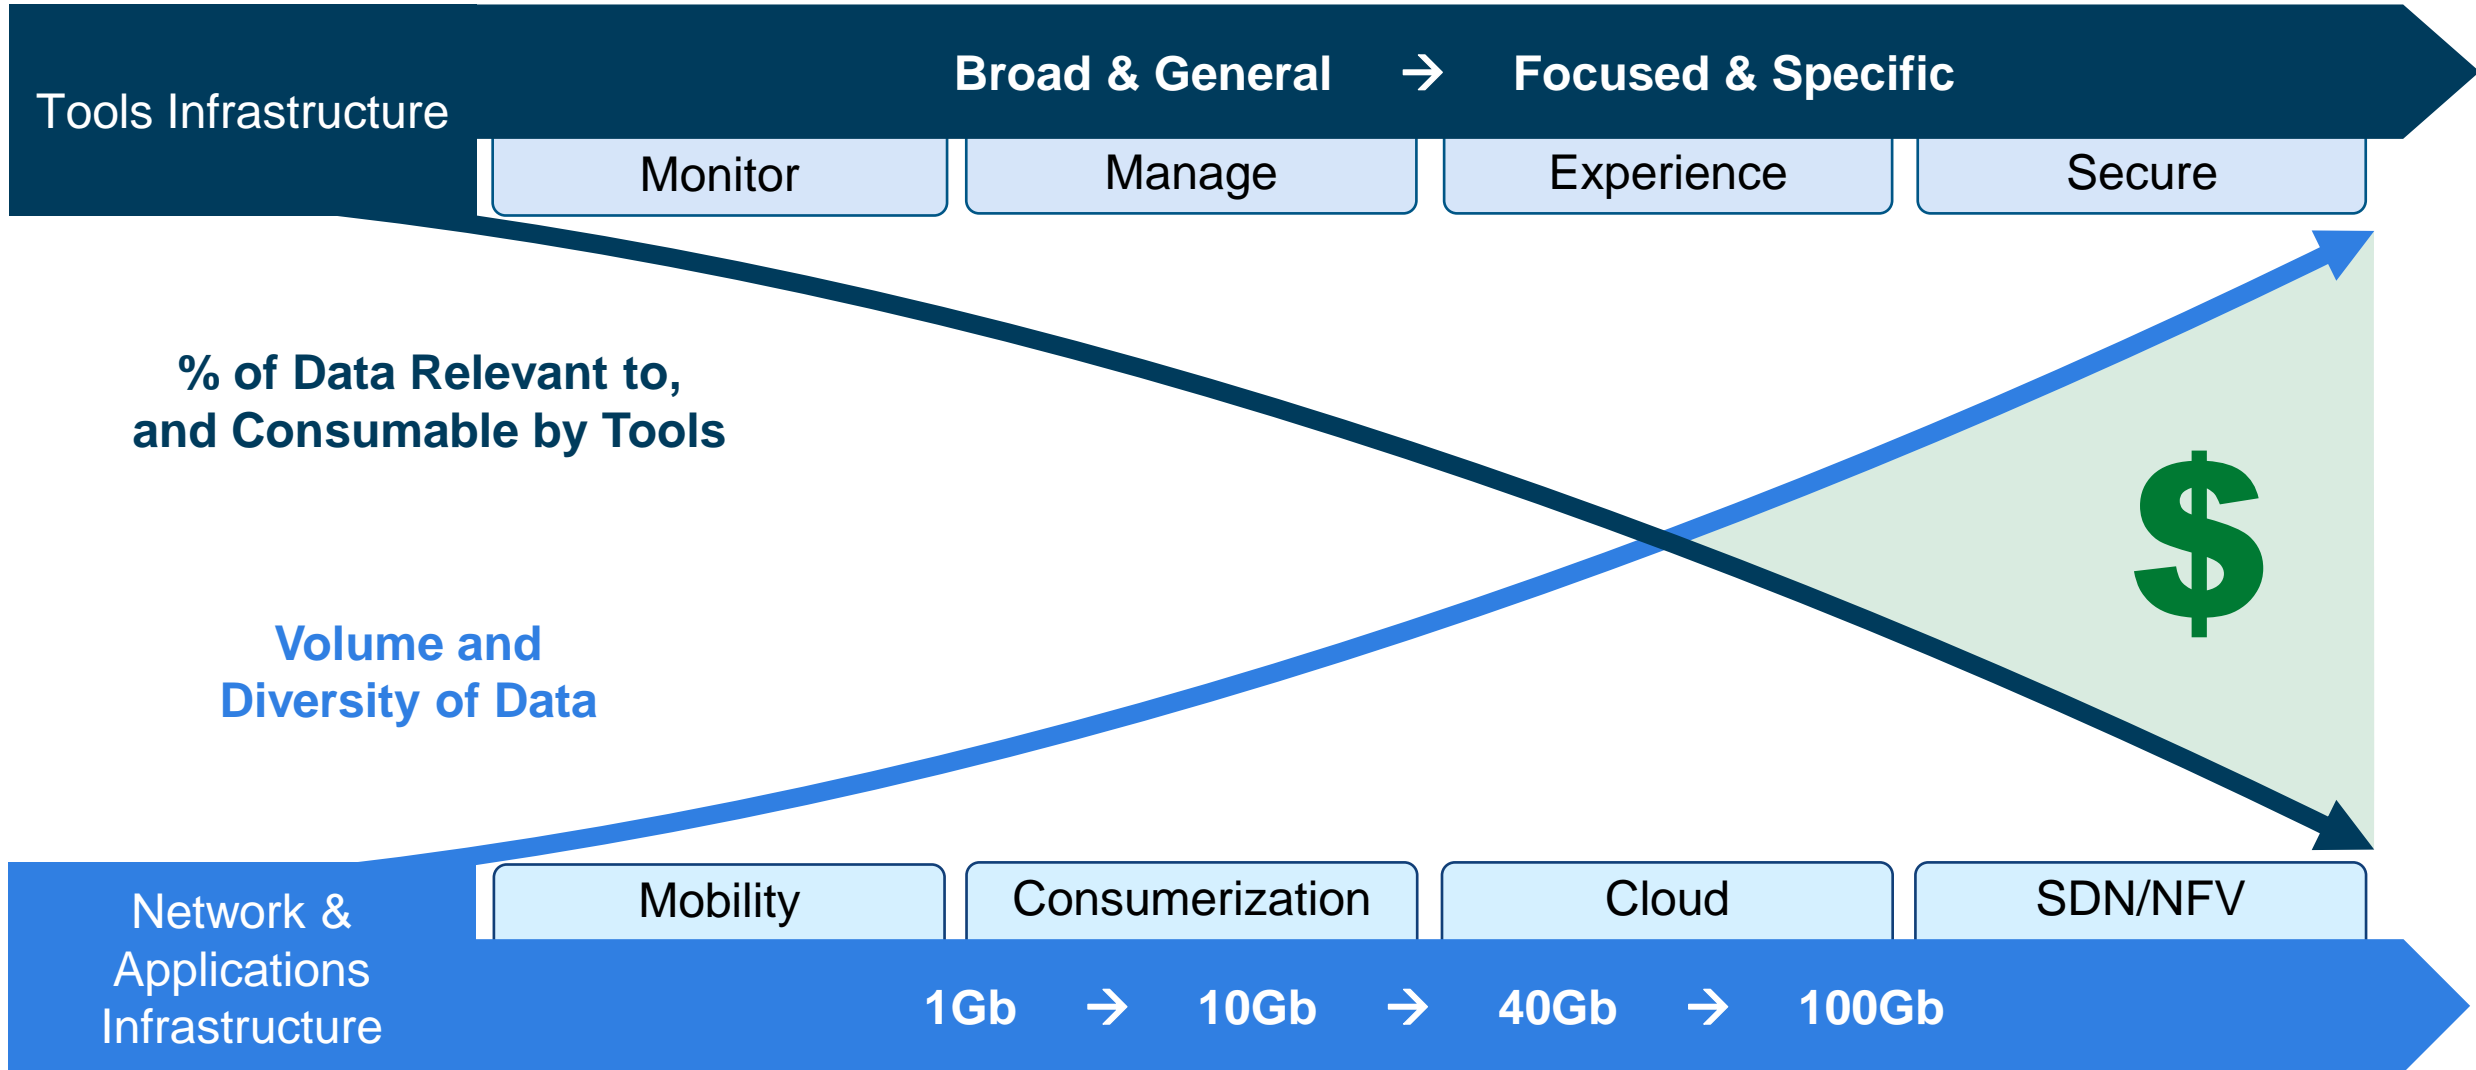 Broad & General → Focused & Specific
Tools Infrastructure
Monitor
Manage
Experience
Secure
% of Data Relevant to,
and Consumable by Tools
$
Volume and
Diversity of Data
Mobility
Consumerization
Cloud
SDN/NFV
Network &
Applications
Infrastructure
1Gb → 10Gb → 40Gb → 100Gb